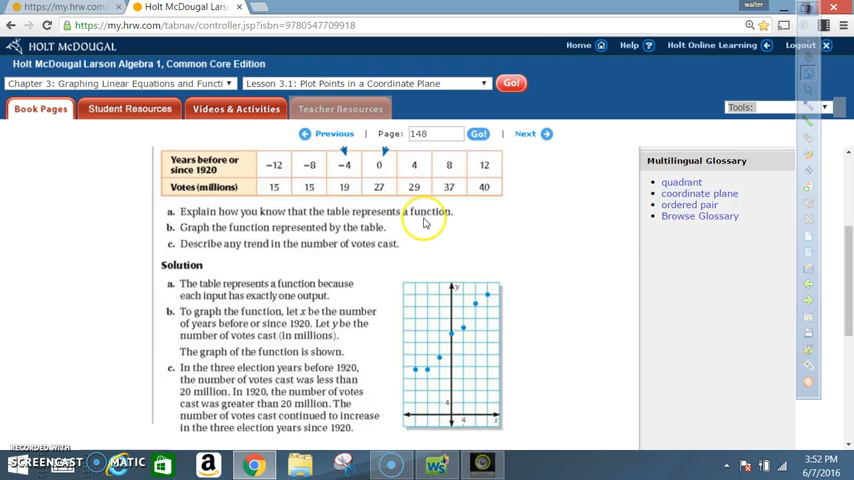 https://my.hrw.com/tabnav/c
Holt McDougal Larson
walter
https://my.hrw.com/tabnav/controller.jsp?isbn=9780547709918
HOLT McDOUGAL
Home
Help
Holt Online Learning
Logout
Holt McDougal Larson Algebra 1, Common Core Edition
Chapter 3: Graphing Linear Equations and Functi
Lesson 3.1: Plot Points in a Coordinate Plane
Go!
Book Pages
Student Resources
Videos & Activities
Teacher Resources
Tools:
Previous | Page: 148 Go! | Next
Years before or since 1920 −12 −8 −4 0 4 8 12
Votes (millions) 15 15 19 27 29 37 40
a. Explain how you know that the table represents a function.
b. Graph the function represented by the table.
c. Describe any trend in the number of votes cast.
Solution
a. The table represents a function because
each input has exactly one output.
b. To graph the function, let x be the number
of years before or since 1920. Let y be the
number of votes cast (in millions).
The graph of the function is shown.
c. In the three election years before 1920,
the number of votes cast was less than
20 million. In 1920, the number of votes
cast was greater than 20 million. The
number of votes cast continued to increase
in the three election years since 1920.
y
4
4
x
Multilingual Glossary
quadrant
coordinate plane
ordered pair
Browse Glossary
RECORDED WITH
SCREENCAST MATIC
3:52 PM
6/7/2016